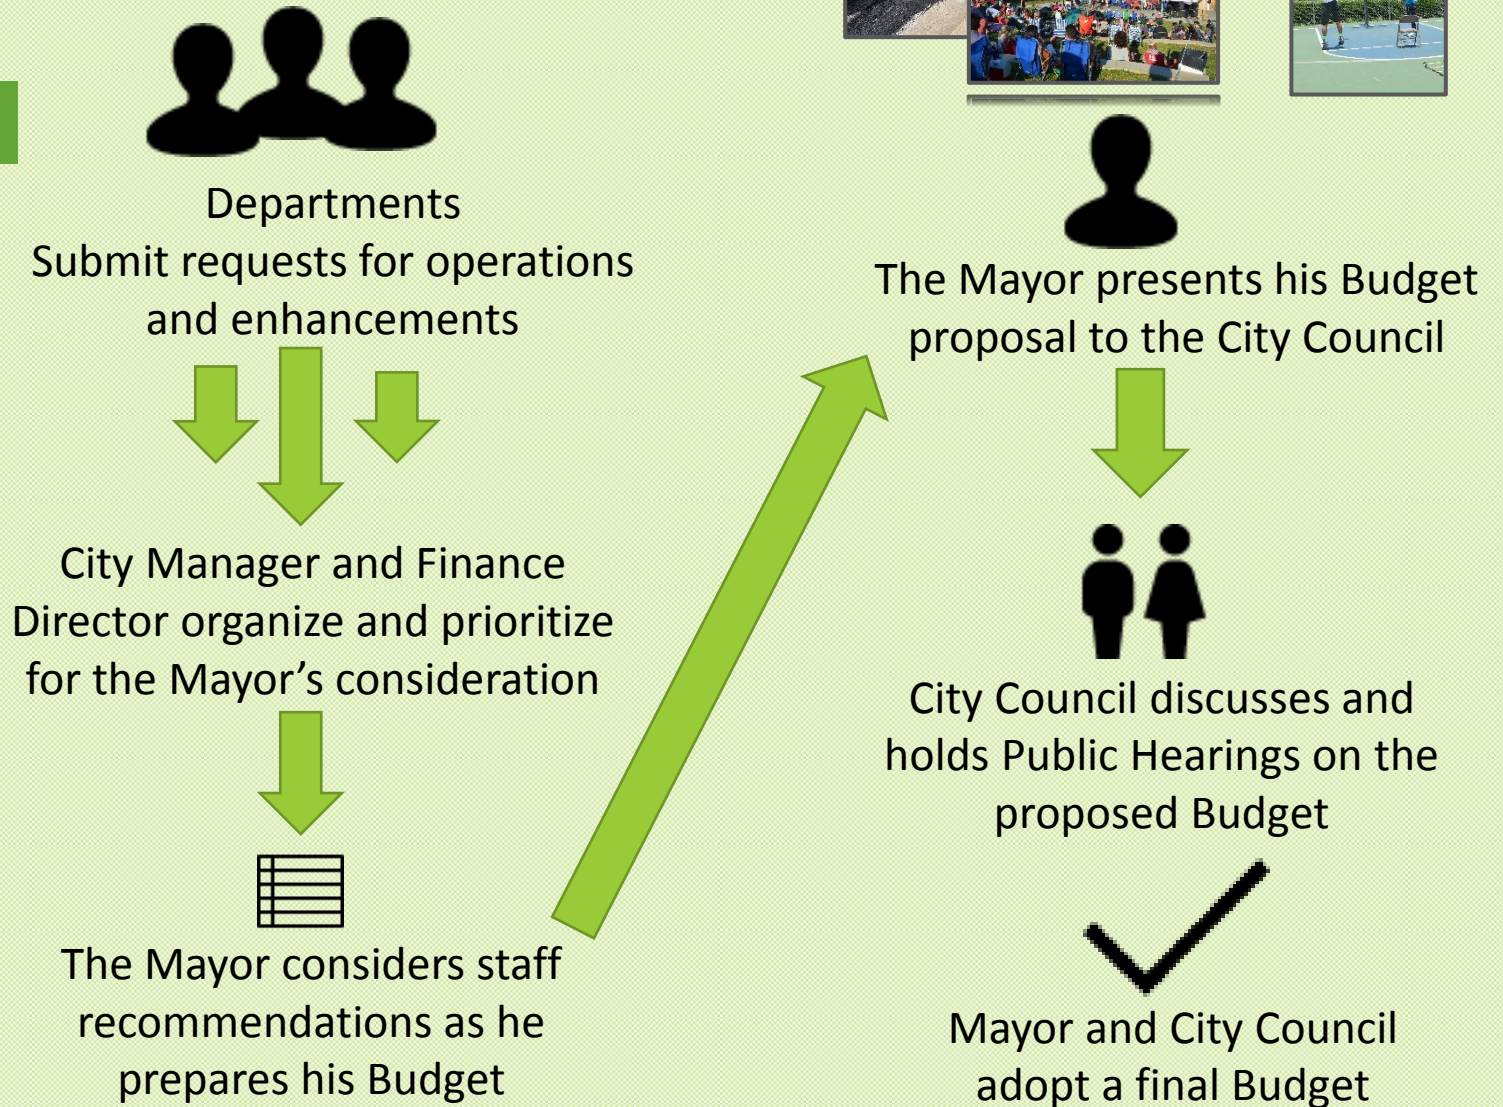 Departments
Submit requests for operations
and enhancements
City Manager and Finance
Director organize and prioritize
for the Mayor’s consideration
The Mayor considers staff
recommendations as he
prepares his Budget
The Mayor presents his Budget
proposal to the City Council
City Council discusses and
holds Public Hearings on the
proposed Budget
Mayor and City Council
adopt a final Budget